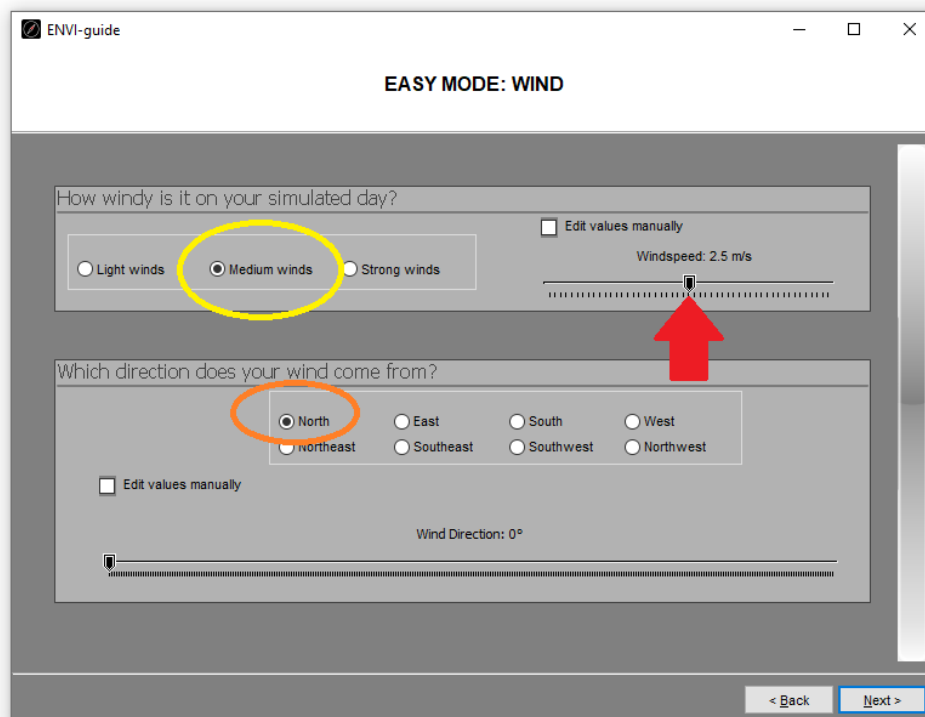 ENVI-guide
EASY MODE: WIND
How windy is it on your simulated day?
Edit values manually
Light winds Medium winds Strong winds
Windspeed: 2.5 m/s
Which direction does your wind come from?
North East South West
Northeast Southeast Southwest Northwest
Edit values manually
Wind Direction: 0°
< Back Next >